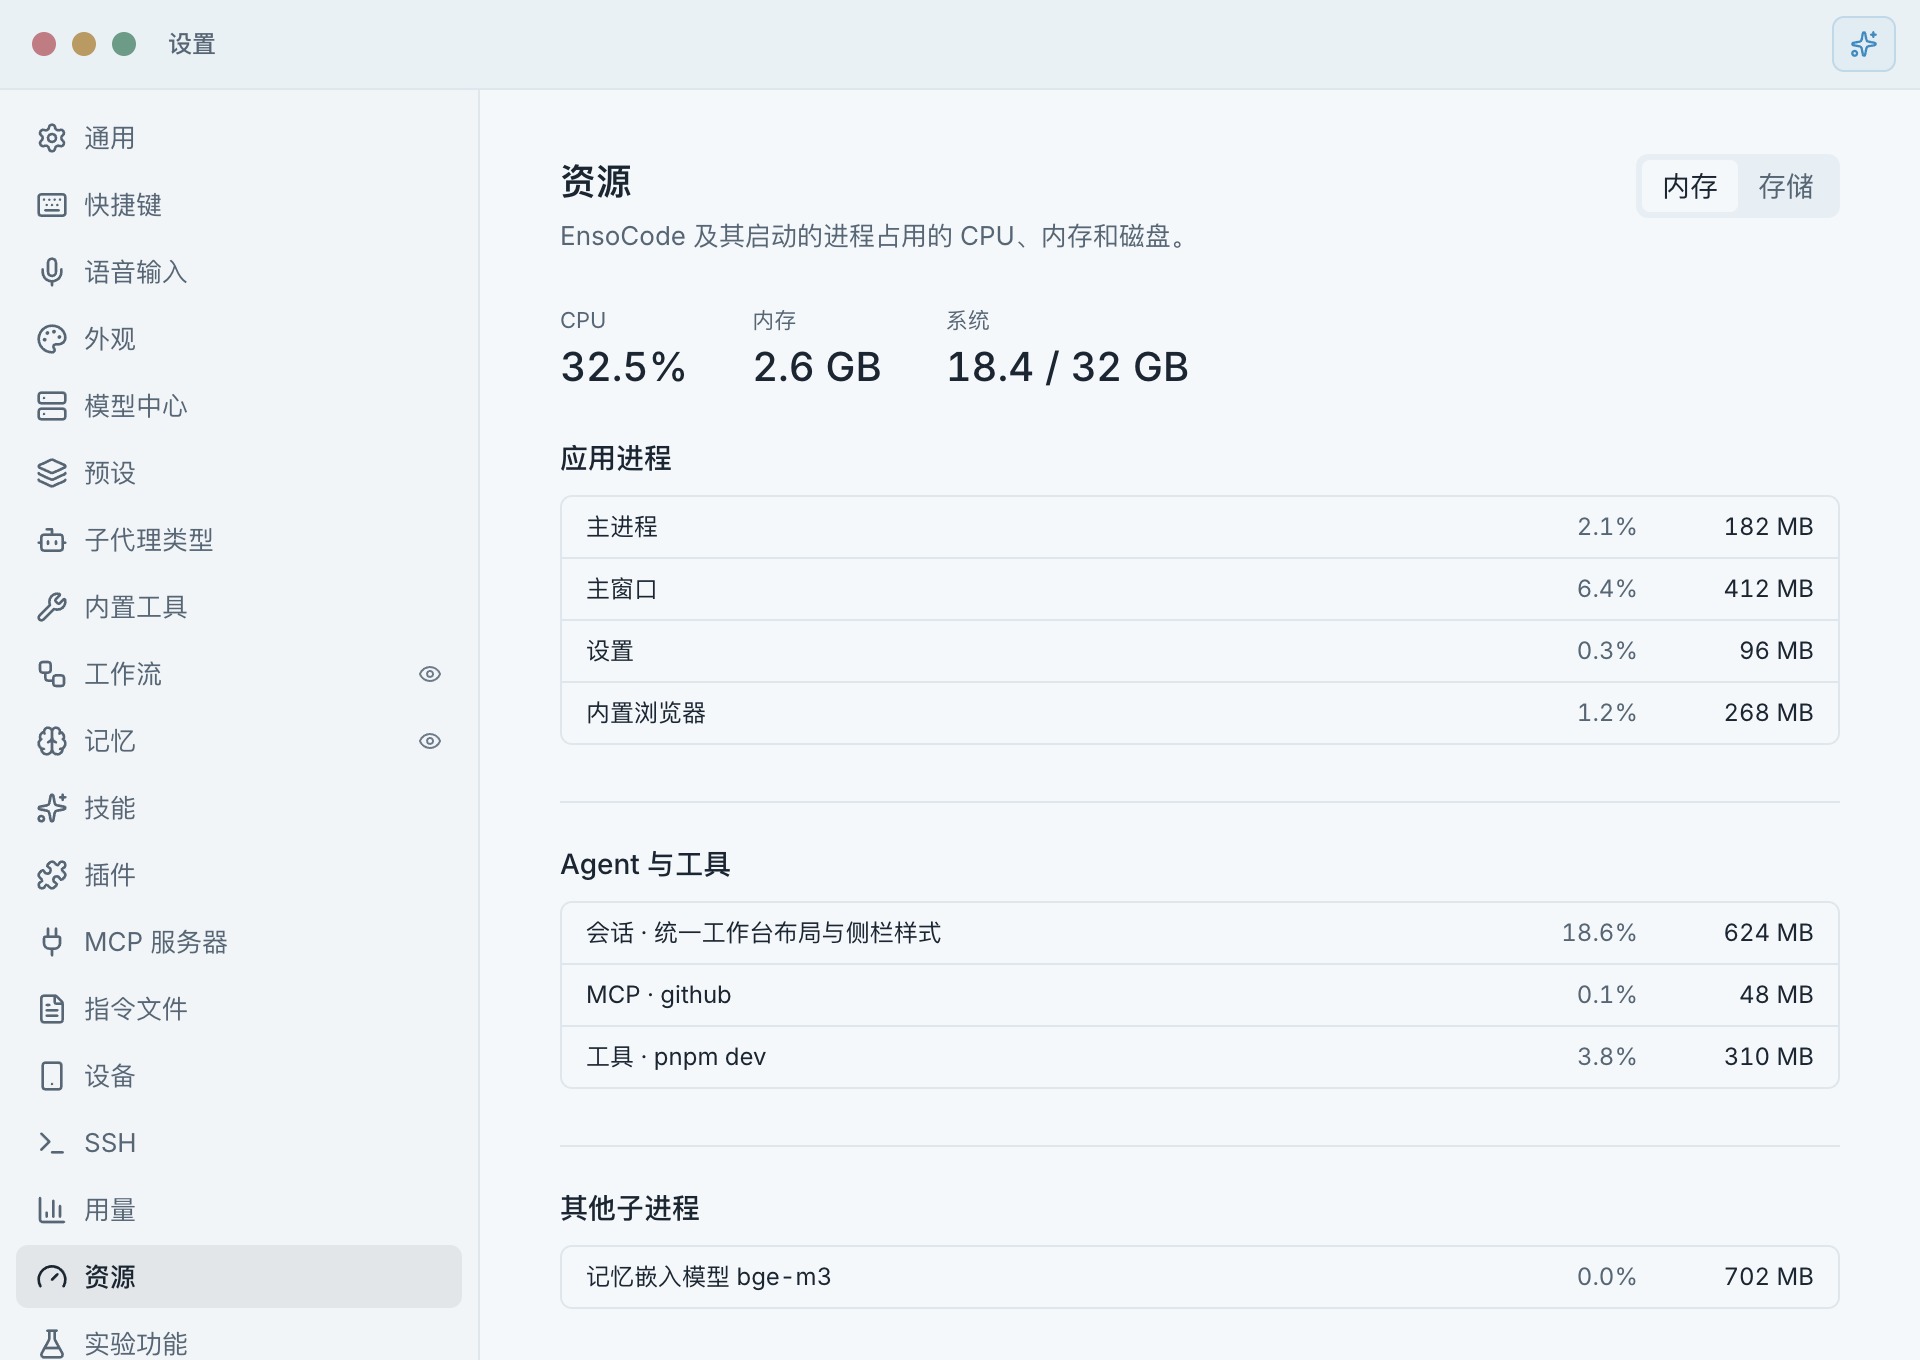 设置
通用
快捷键
语音输入
外观
模型中心
预设
子代理类型
内置工具
工作流
记忆
技能
插件
MCP 服务器
指令文件
设备
SSH
用量
资源
实验功能
资源
内存 存储
EnsoCode 及其启动的进程占用的 CPU、内存和磁盘。
CPU 内存 系统
32.5% 2.6 GB 18.4 / 32 GB
应用进程
主进程 2.1% 182 MB
主窗口 6.4% 412 MB
设置 0.3% 96 MB
内置浏览器 1.2% 268 MB
Agent 与工具
会话 · 统一工作台布局与侧栏样式 18.6% 624 MB
MCP · github 0.1% 48 MB
工具 · pnpm dev 3.8% 310 MB
其他子进程
记忆嵌入模型 bge-m3 0.0% 702 MB